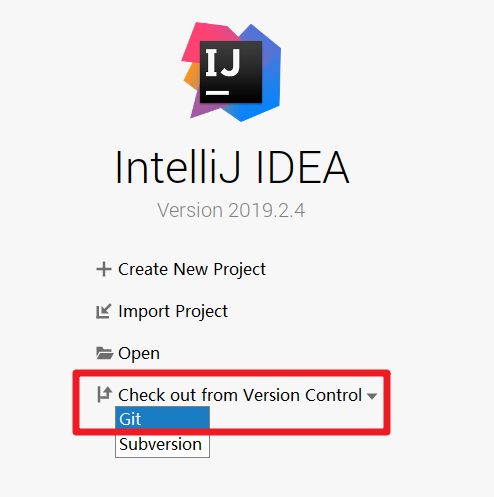 IJ
IntelliJ IDEA
Version 2019.2.4
Create New Project
Import Project
Open
Check out from Version Control
Git
Subversion